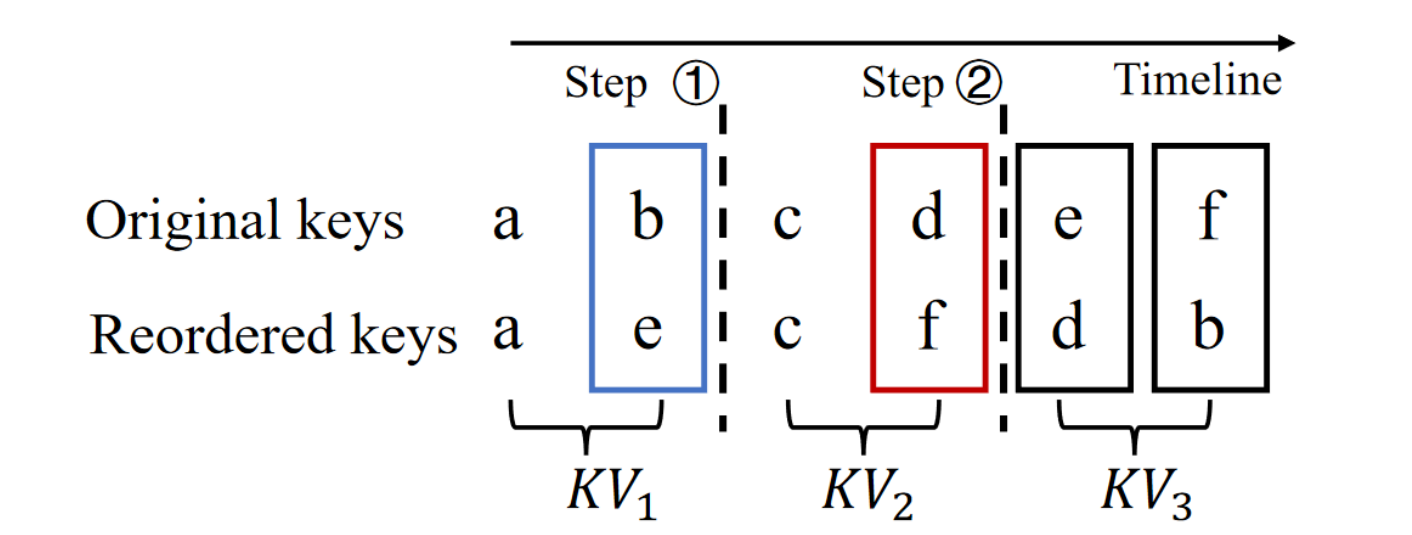 Step ① Step ② Timeline
Original keys a b c d e f
Reordered keys a e c f d b
KV₁ KV₂ KV₃